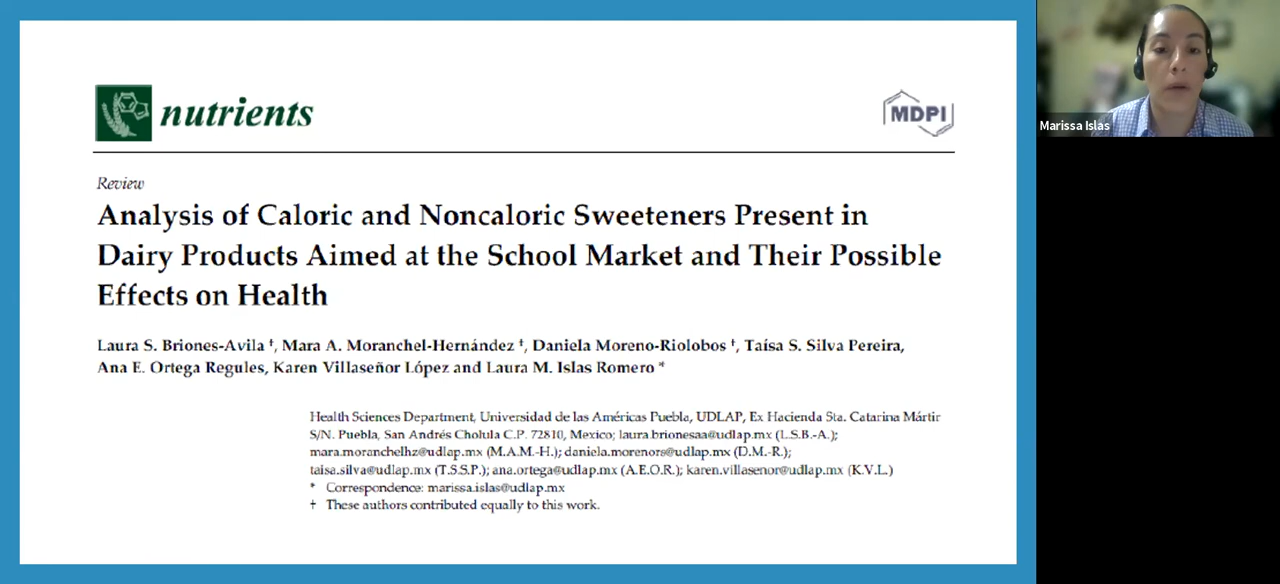 nutrients
MDPI
Review
Analysis of Caloric and Noncaloric Sweeteners Present in
Dairy Products Aimed at the School Market and Their Possible
Effects on Health
Laura S. Briones-Avila †, Mara A. Moranchel-Hernández †, Daniela Moreno-Riolobos †, Taísa S. Silva Pereira,
Ana E. Ortega Regules, Karen Villaseñor López and Laura M. Islas Romero *
Health Sciences Department, Universidad de las Américas Puebla, UDLAP, Ex Hacienda Sta. Catarina Mártir
S/N. Puebla, San Andrés Cholula C.P. 72810, Mexico; laura.brionesaa@udlap.mx (L.S.B.-A.);
mara.moranchelhz@udlap.mx (M.A.M.-H.); daniela.morenors@udlap.mx (D.M.-R.);
taisa.silva@udlap.mx (T.S.S.P.); ana.ortega@udlap.mx (A.E.O.R.); karen.villasenor@udlap.mx (K.V.L.)
* Correspondence: marissa.islas@udlap.mx
† These authors contributed equally to this work.
Marissa Islas